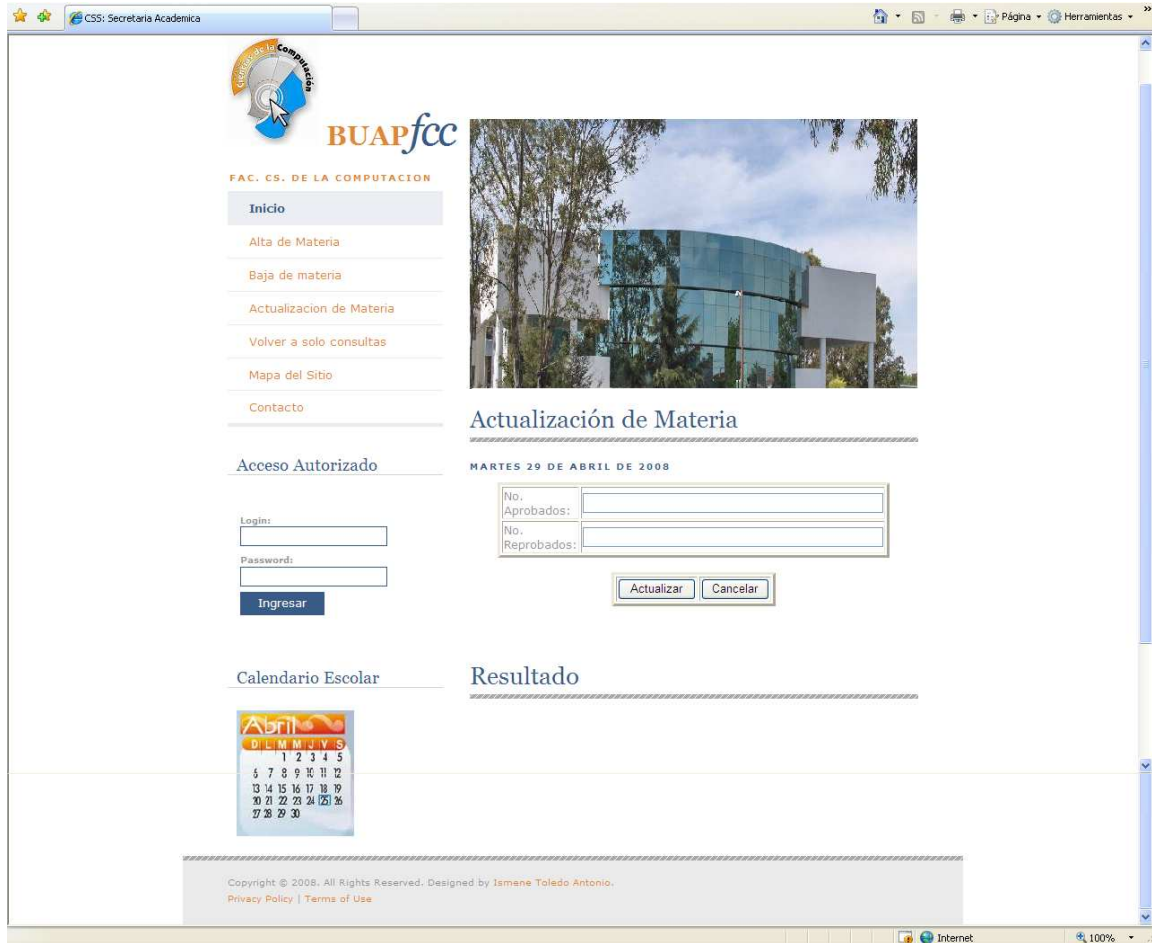 CSS: Secretaria Academica
Página
Herramientas
»
Ciencias de la Computación
BUAPfcc
FAC. CS. DE LA COMPUTACION
Inicio
Alta de Materia
Baja de materia
Actualizacion de Materia
Volver a solo consultas
Mapa del Sitio
Contacto
Acceso Autorizado
Login:
Password:
Ingresar
Calendario Escolar
Abril
D L M M J V S
1 2 3 4 5
6 7 8 9 10 11 12
13 14 15 16 17 18 19
20 21 22 23 24 25 26
27 28 29 30
Actualización de Materia
MARTES 29 DE ABRIL DE 2008
No.
Aprobados:
No.
Reprobados:
Actualizar Cancelar
Resultado
Copyright © 2008. All Rights Reserved. Designed by Ismene Toledo Antonio.
Privacy Policy | Terms of Use
Internet
100%